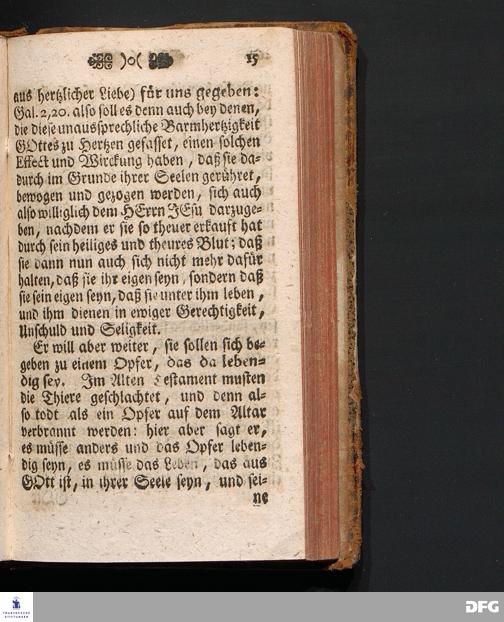 )o( 15
aus hertzlicher Liebe) für uns gegeben:
Gal. 2,20. also soll es denn auch bey denen,
die diese unaussprechliche Barmhertzigkeit
GOttes zu Hertzen gefasset, einen solchen
Effect und Wirckung haben, daß sie da-
durch im Grunde ihrer Seelen gerühret,
bewogen und gezogen werden, sich auch
also williglich dem HErrn JEsu darzuge-
ben, nachdem er sie so theuer erkauft hat
durch sein heiliges und theures Blut; daß
sie dann nun auch sich nicht mehr dafür
halten, daß sie ihr eigen seyn, sondern daß
sie sein eigen seyn, daß sie unter ihm leben,
und ihm dienen in ewiger Gerechtigkeit,
Unschuld und Seligkeit.
Er will aber weiter, sie sollen sich be-
geben zu einem Opfer, das da leben-
dig sey. Im Alten Testament musten
die Thiere geschlachtet, und denn al-
so todt als ein Opfer auf dem Altar
verbrannt werden: hier aber sagt er,
es müsse anders und das Opfer leben-
dig seyn, es müsse das Leben, das aus
GOtt ist, in ihrer Seele seyn, und sei-
ne
FRANCKESCHE
STIFTUNGEN
DFG